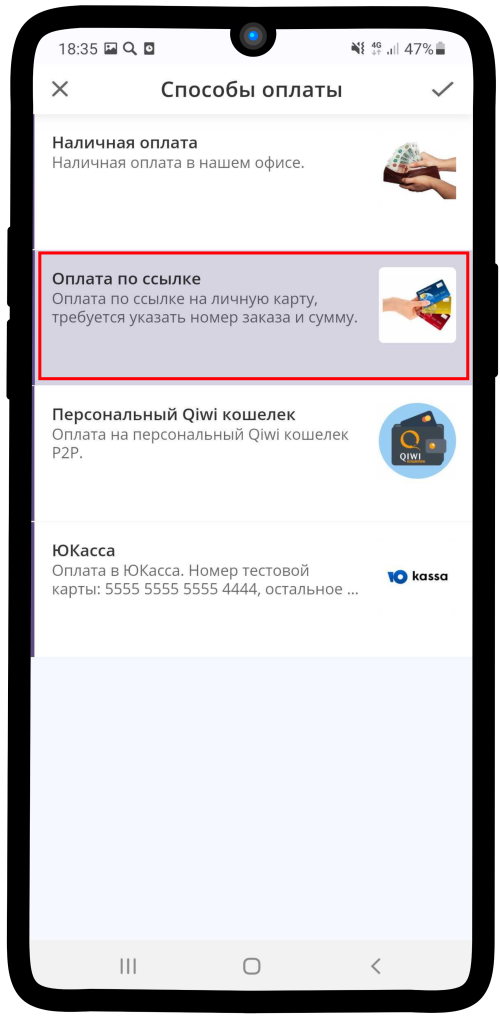 18:35 4G 47%
Способы оплаты
Наличная оплата
Наличная оплата в нашем офисе.
Оплата по ссылке
Оплата по ссылке на личную карту,
требуется указать номер заказа и сумму.
Персональный Qiwi кошелек
Оплата на персональный Qiwi кошелек
P2P.
QIWI
ЮКасса
Оплата в ЮКасса. Номер тестовой
карты: 5555 5555 5555 4444, остальное ...
Ю kassa